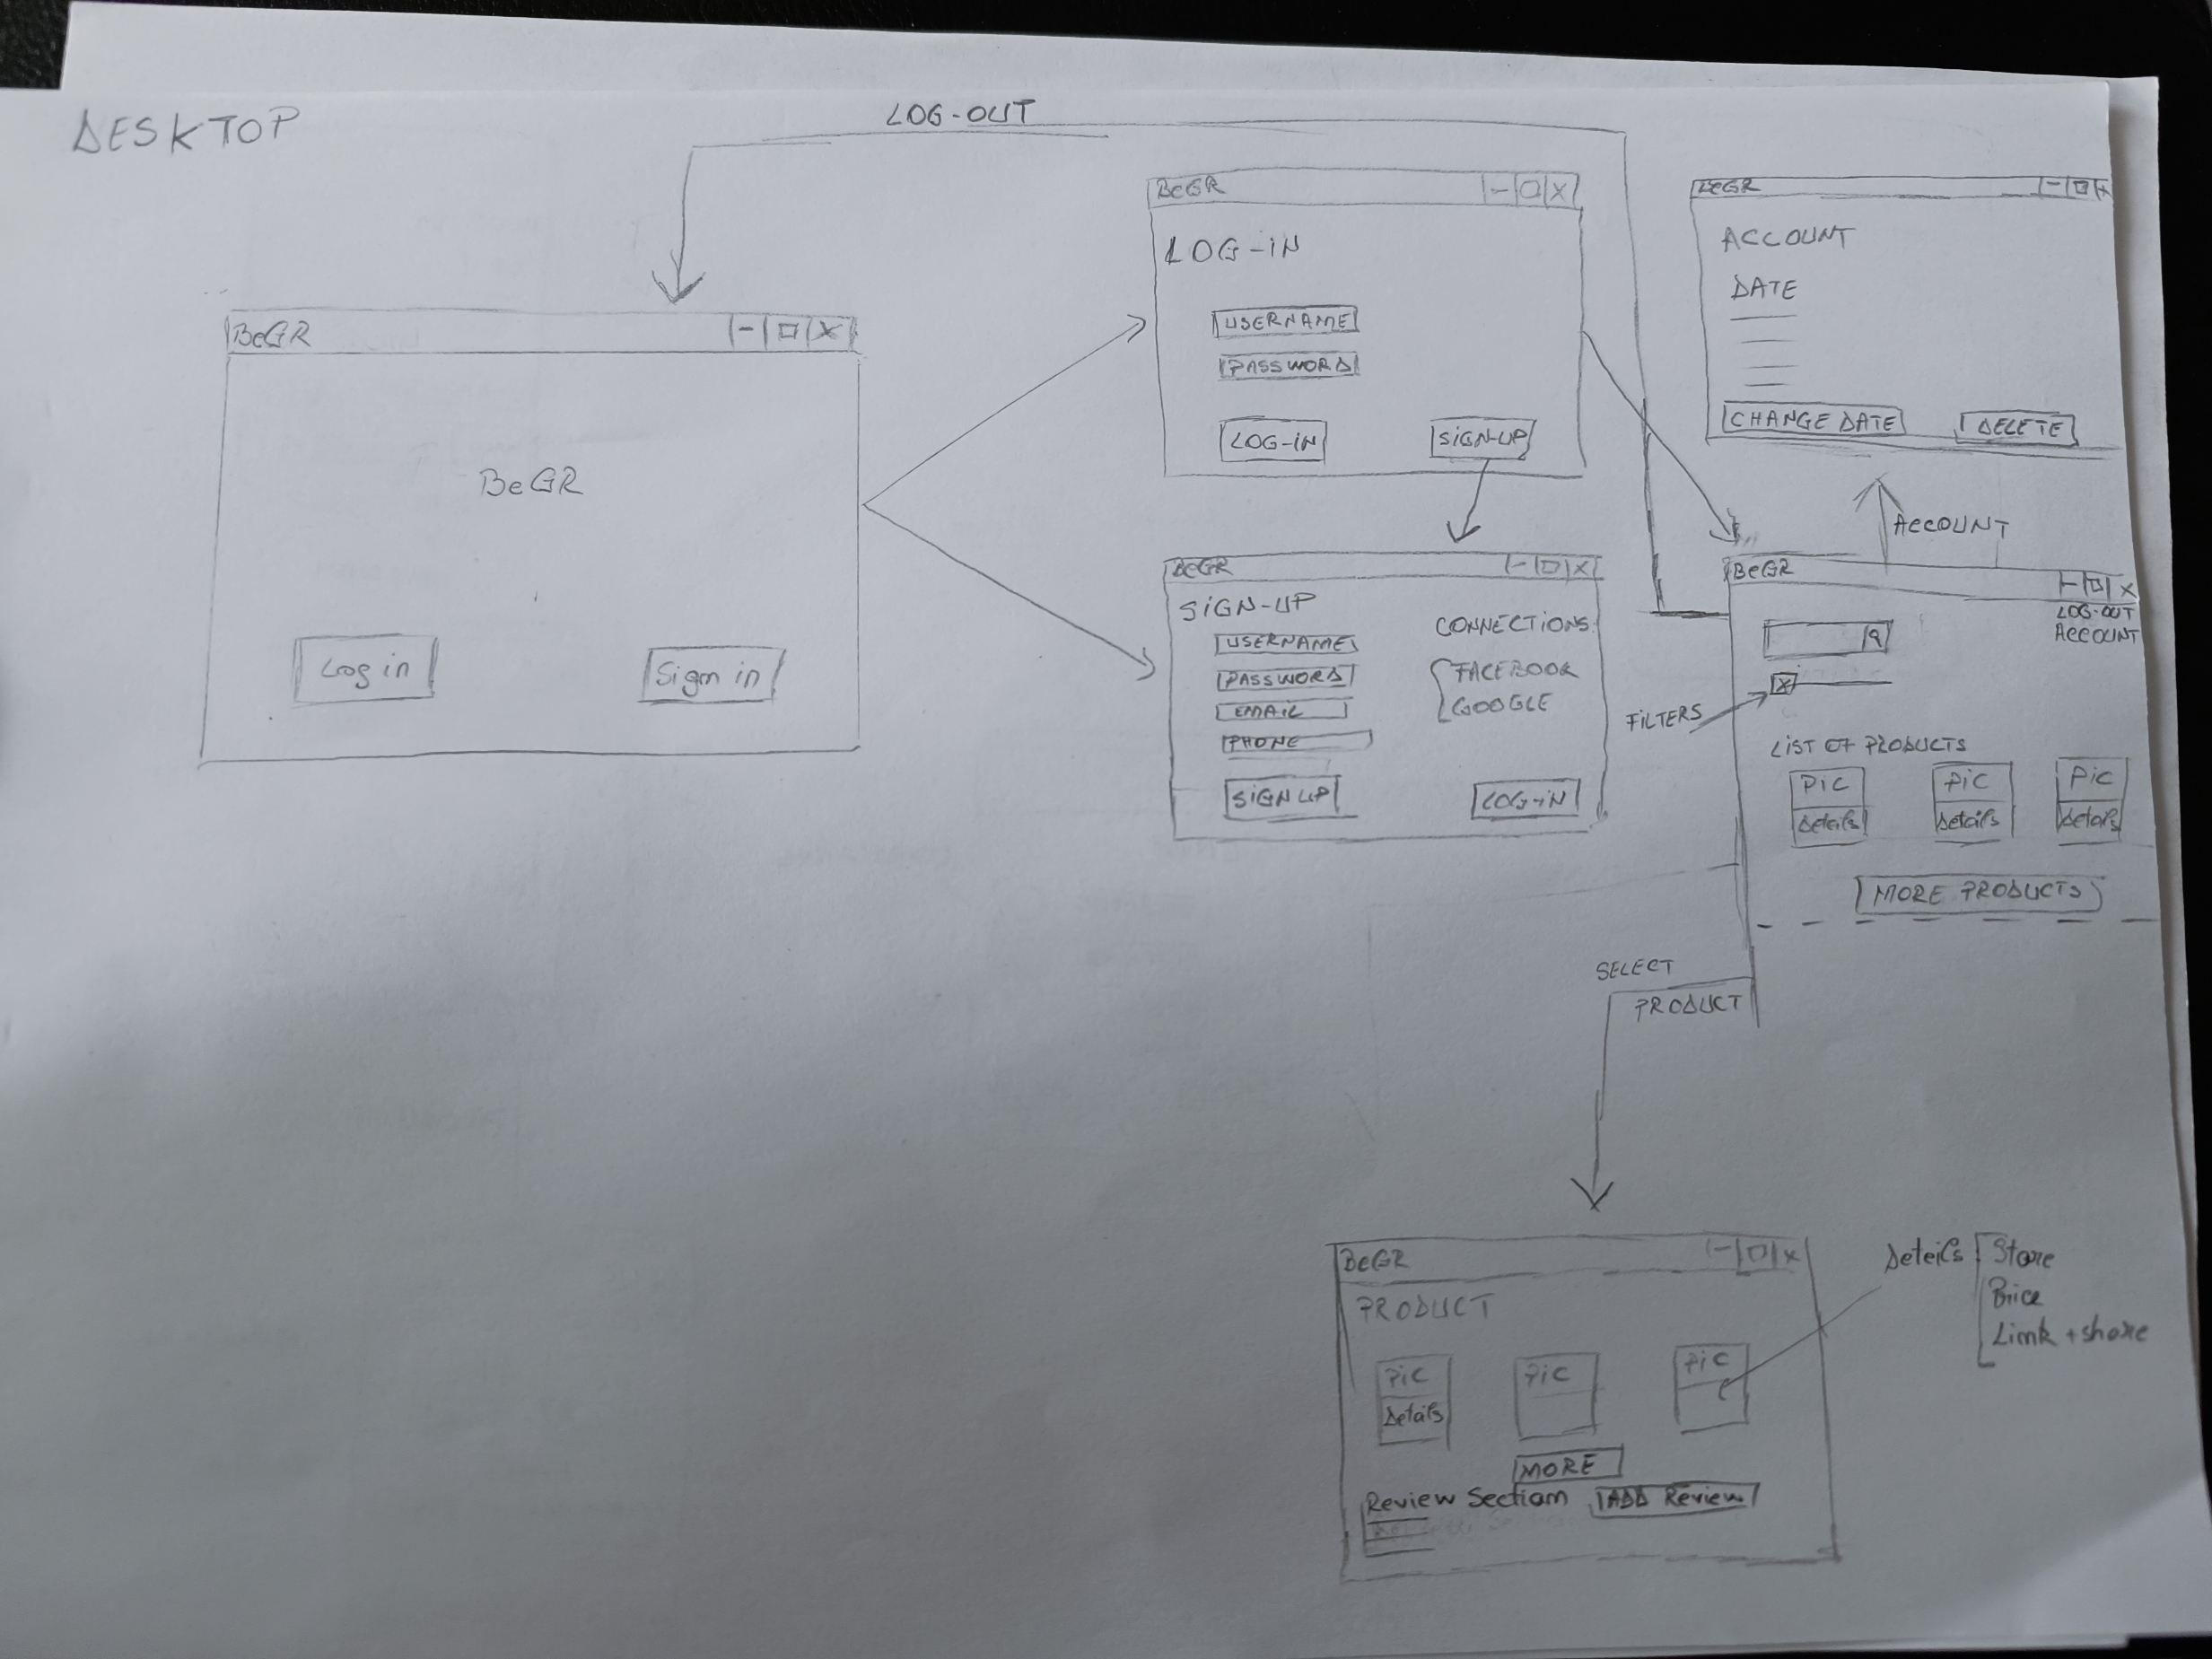 DESKTOP
LOG-OUT
BeGR
BeGR
Log in
Sign in
BeGR
LOG-iN
USERNAME
PASSWORD
LOG-iN
SiGN-UP
BeGR
SiGN-UP
USERNAME
PASSWORD
EMAIL
PHONE
CONNECTIONS
FACEBOOK
GOOGLE
SiGN UP
LOG-iN
BeGR
ACCOUNT
DATE
CHANGE DATE
DELETE
ACCOUNT
BeGR
LOG-OUT
ACCOUNT
FiLTERS
LiST OF PRODUCTS
PiC
Details
PiC
Details
PiC
Details
MORE PRODUCTS
SELECT
PRODUCT
BeGR
PRODUCT
PiC
Details
PiC
PiC
MORE
Review Section
ADD Review
Deteils
Store
Price
Link + share